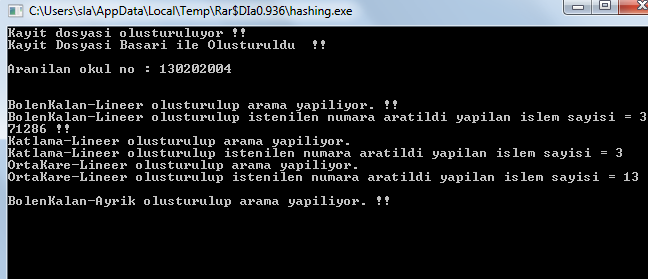 C:\Users\sla\AppData\Local\Temp\Rar$DIa0.936\hashing.exe
Kayit dosyasi olusturuluyor !!
Kayit Dosyasi Basari ile Olusturuldu  !!
Aranilan okul no : 130202004
BolenKalan-Lineer olusturulup arama yapiliyor. !!
BolenKalan-Lineer olusturulup istenilen numara aratildi yapilan islem sayisi = 3
71286 !!
Katlama-Lineer olusturulup arama yapiliyor.
Katlama-Lineer olusturulup istenilen numara aratildi yapilan islem sayisi = 3
OrtaKare-Lineer olusturulup arama yapiliyor.
OrtaKare-Lineer olusturulup istenilen numara aratildi yapilan islem sayisi = 13
BolenKalan-Ayrik olusturulup arama yapiliyor. !!